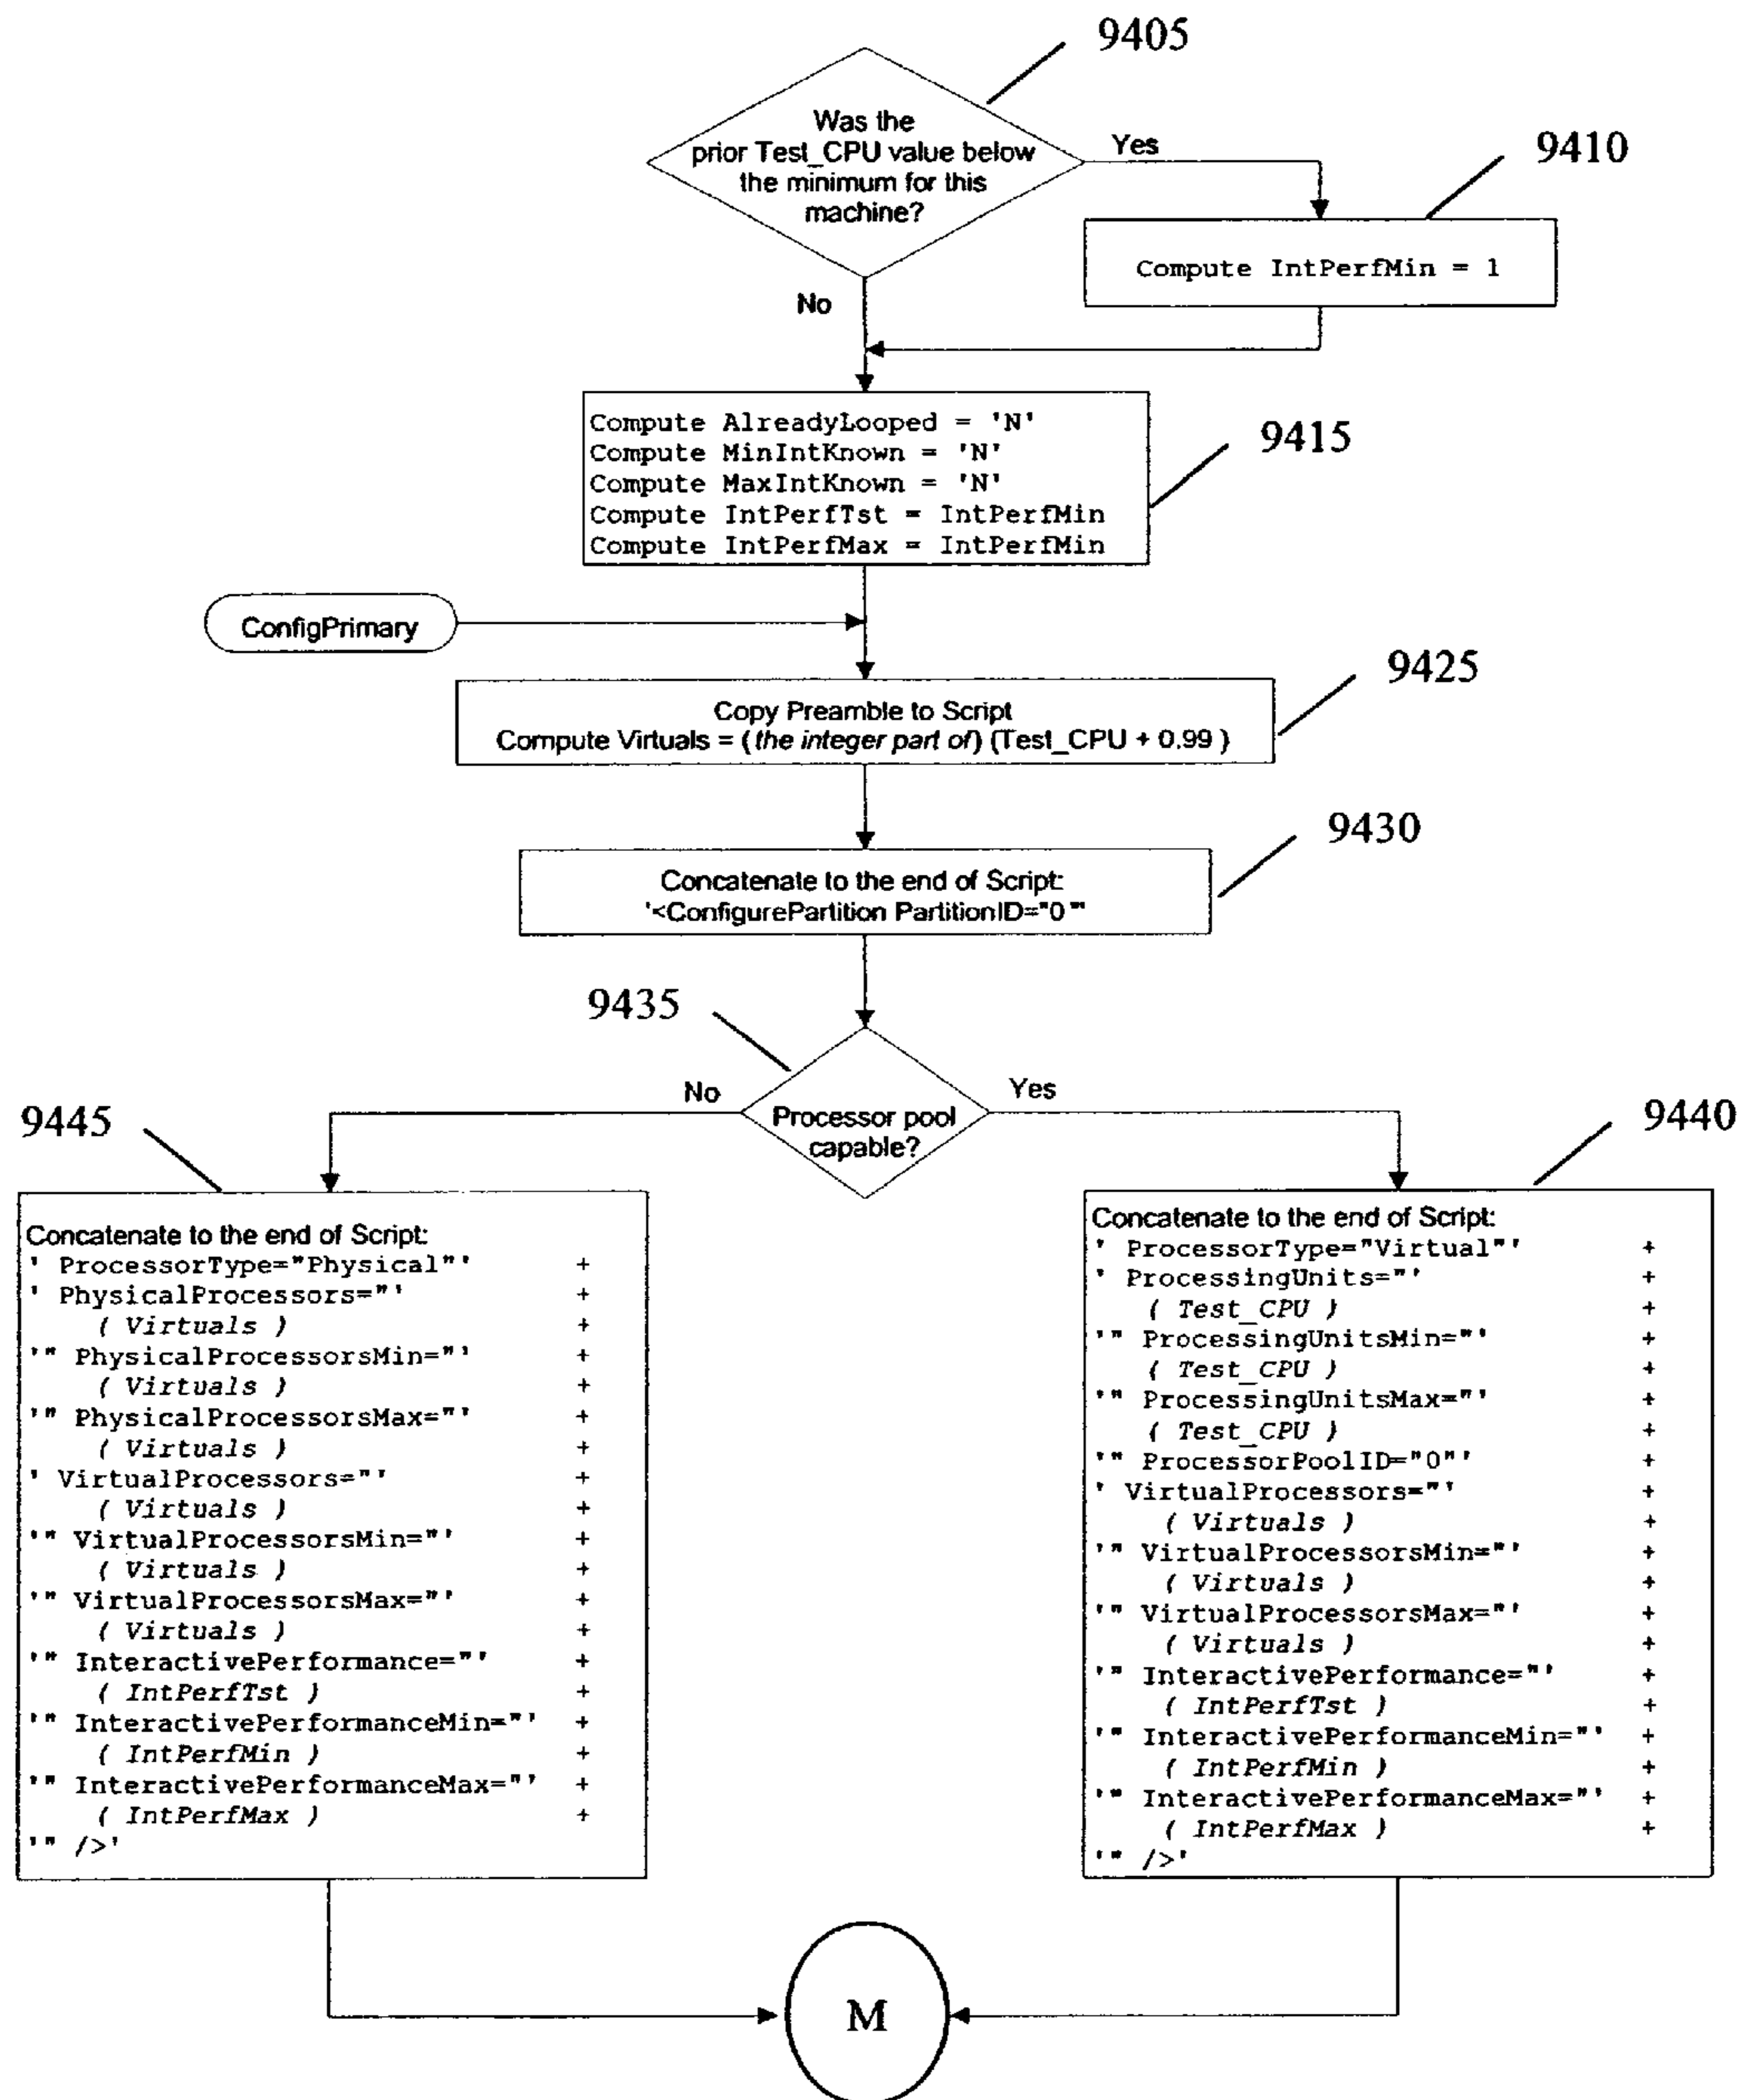 9405
Was the
prior Test_CPU value below
the minimum for this
machine?
Yes
9410
Compute IntPerfMin = 1
No
Compute AlreadyLooped = 'N'
Compute MinIntKnown = 'N'
Compute MaxIntKnown = 'N'
Compute IntPerfTst = IntPerfMin
Compute IntPerfMax = IntPerfMin
9415
ConfigPrimary
9425
Copy Preamble to Script
Compute Virtuals = (the integer part of) (Test_CPU + 0.99 )
9430
Concatenate to the end of Script:
'<ConfigurePartition PartitionID="0"'
9435
No
Yes
Processor pool
capable?
9445
Concatenate to the end of Script:
' ProcessorType="Physical"' +
' PhysicalProcessors="' +
( Virtuals ) +
'" PhysicalProcessorsMin="' +
( Virtuals ) +
'" PhysicalProcessorsMax="' +
( Virtuals ) +
' VirtualProcessors="' +
( Virtuals ) +
'" VirtualProcessorsMin="' +
( Virtuals ) +
'" VirtualProcessorsMax="' +
( Virtuals ) +
'" InteractivePerformance="' +
( IntPerfTst ) +
'" InteractivePerformanceMin="' +
( IntPerfMin ) +
'" InteractivePerformanceMax="' +
( IntPerfMax ) +
'" />'
9440
Concatenate to the end of Script:
' ProcessorType="Virtual"' +
' ProcessingUnits="' +
( Test_CPU ) +
'" ProcessingUnitsMin="' +
( Test_CPU ) +
'" ProcessingUnitsMax="' +
( Test_CPU ) +
'" ProcessorPoolID="0"' +
' VirtualProcessors="' +
( Virtuals ) +
'" VirtualProcessorsMin="' +
( Virtuals ) +
'" VirtualProcessorsMax="' +
( Virtuals ) +
'" InteractivePerformance="' +
( IntPerfTst ) +
'" InteractivePerformanceMin="' +
( IntPerfMin ) +
'" InteractivePerformanceMax="' +
( IntPerfMax ) +
'" />'
M